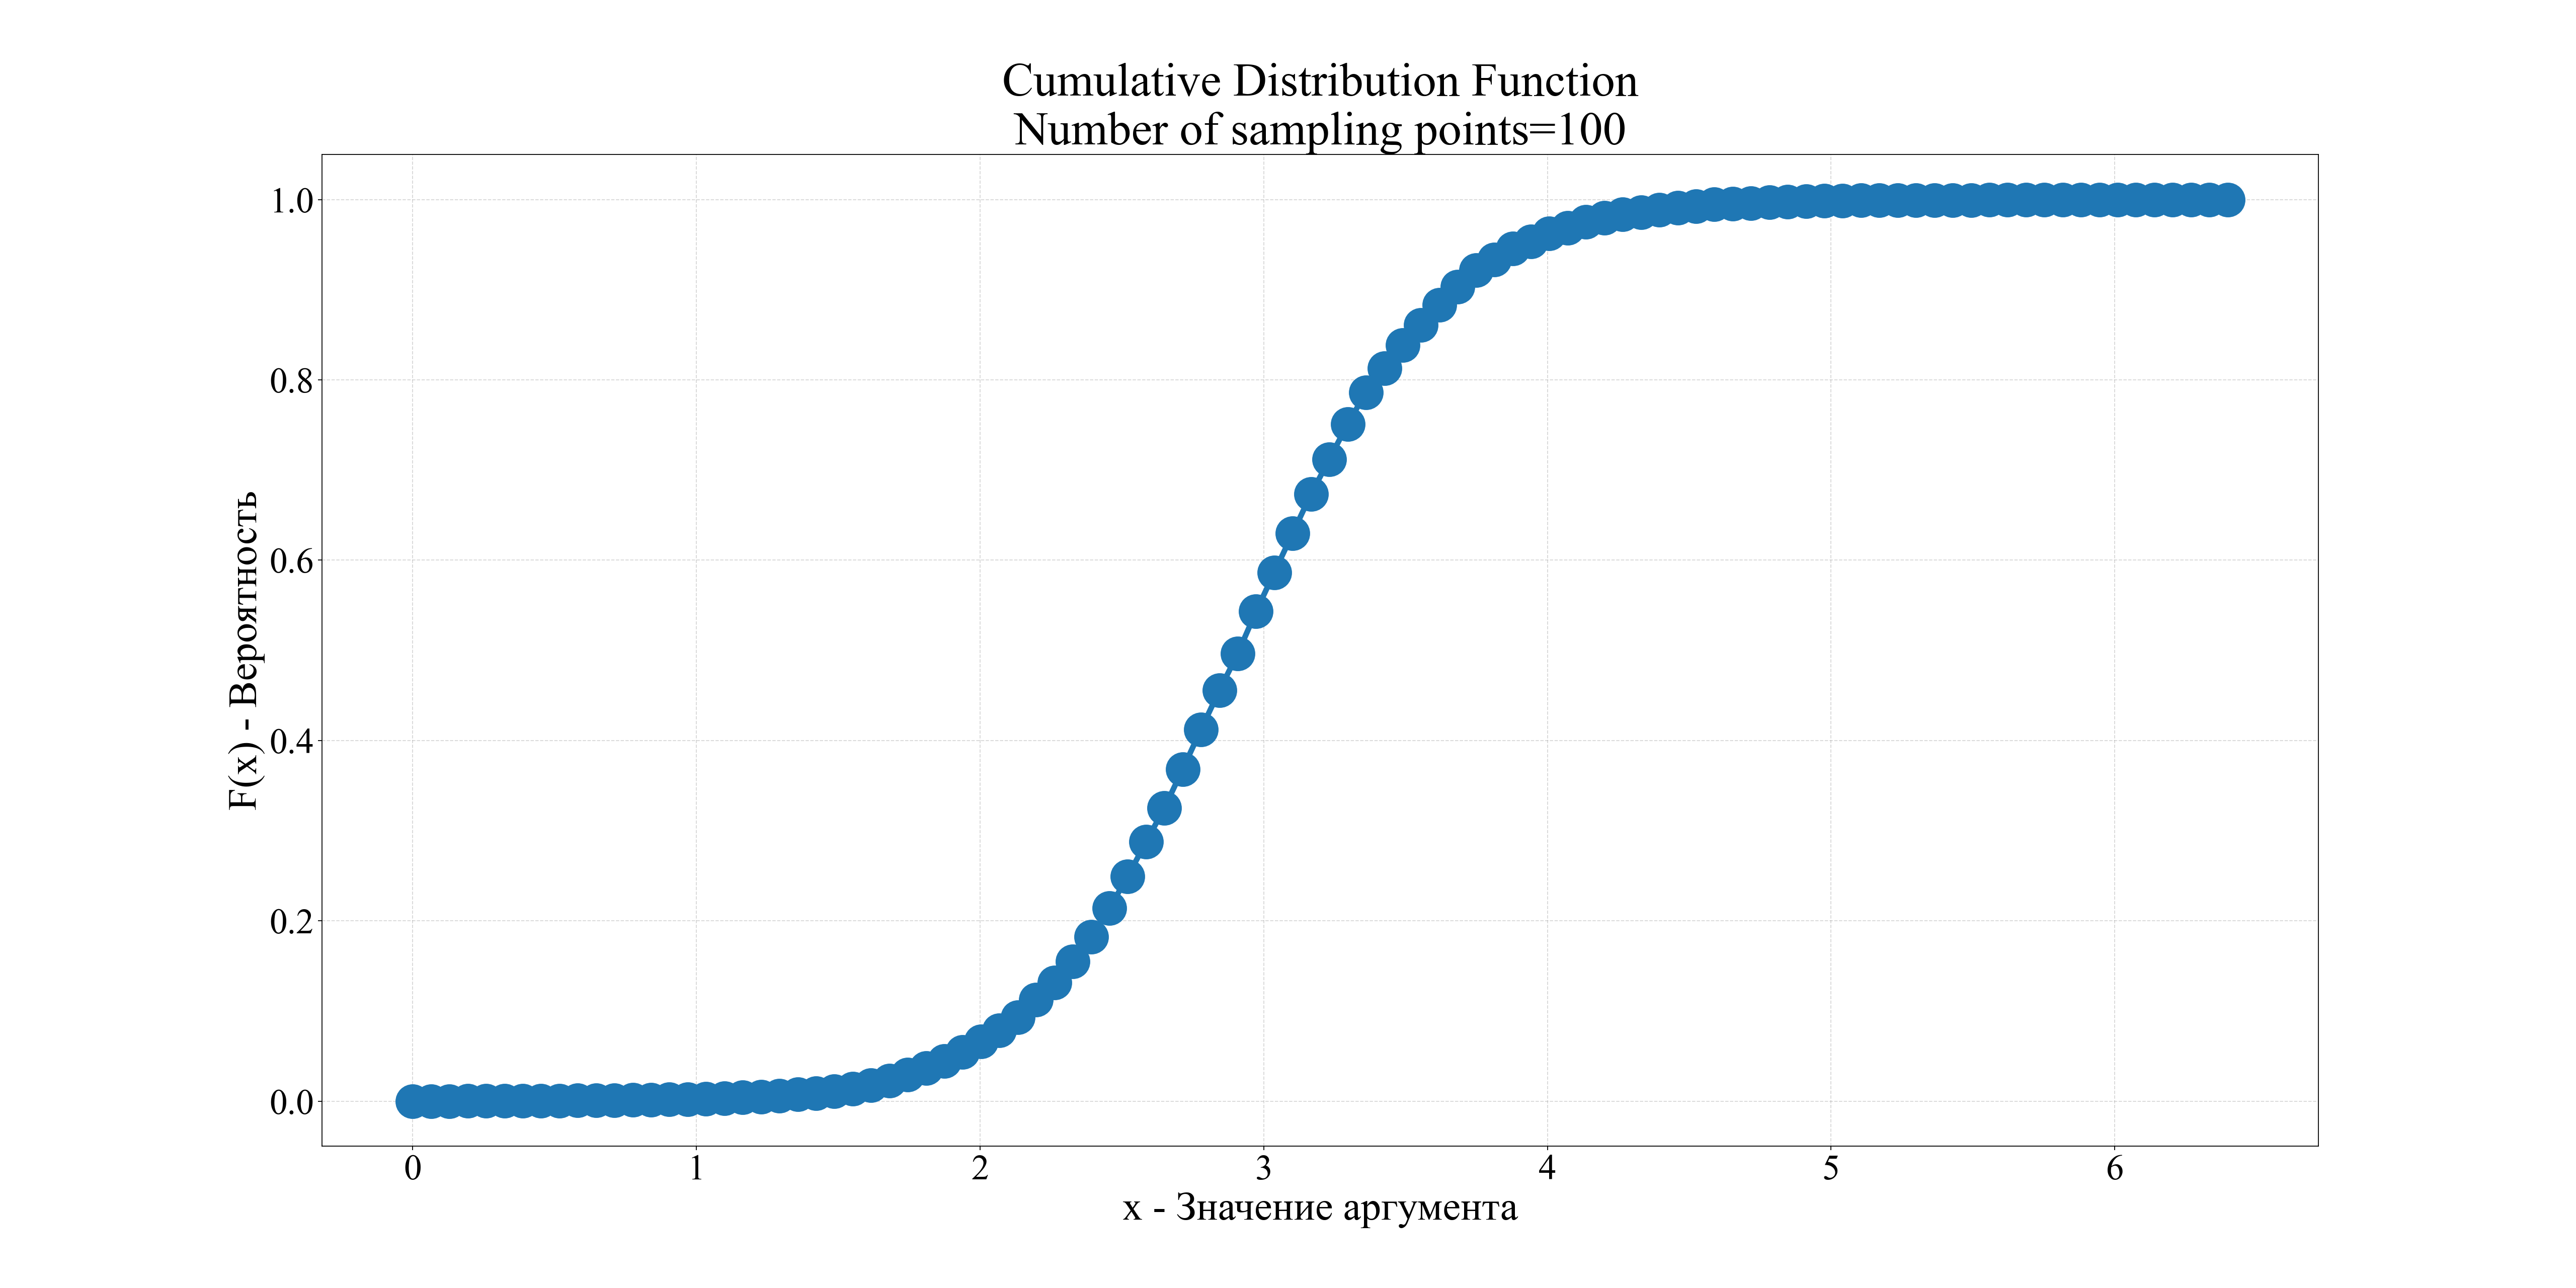 Cumulative Distribution Function
Number of sampling points=100
F(x) - Вероятность
1.0
0.8
0.6
0.4
0.2
0.0
0 1 2 3 4 5 6
x - Значение аргумента